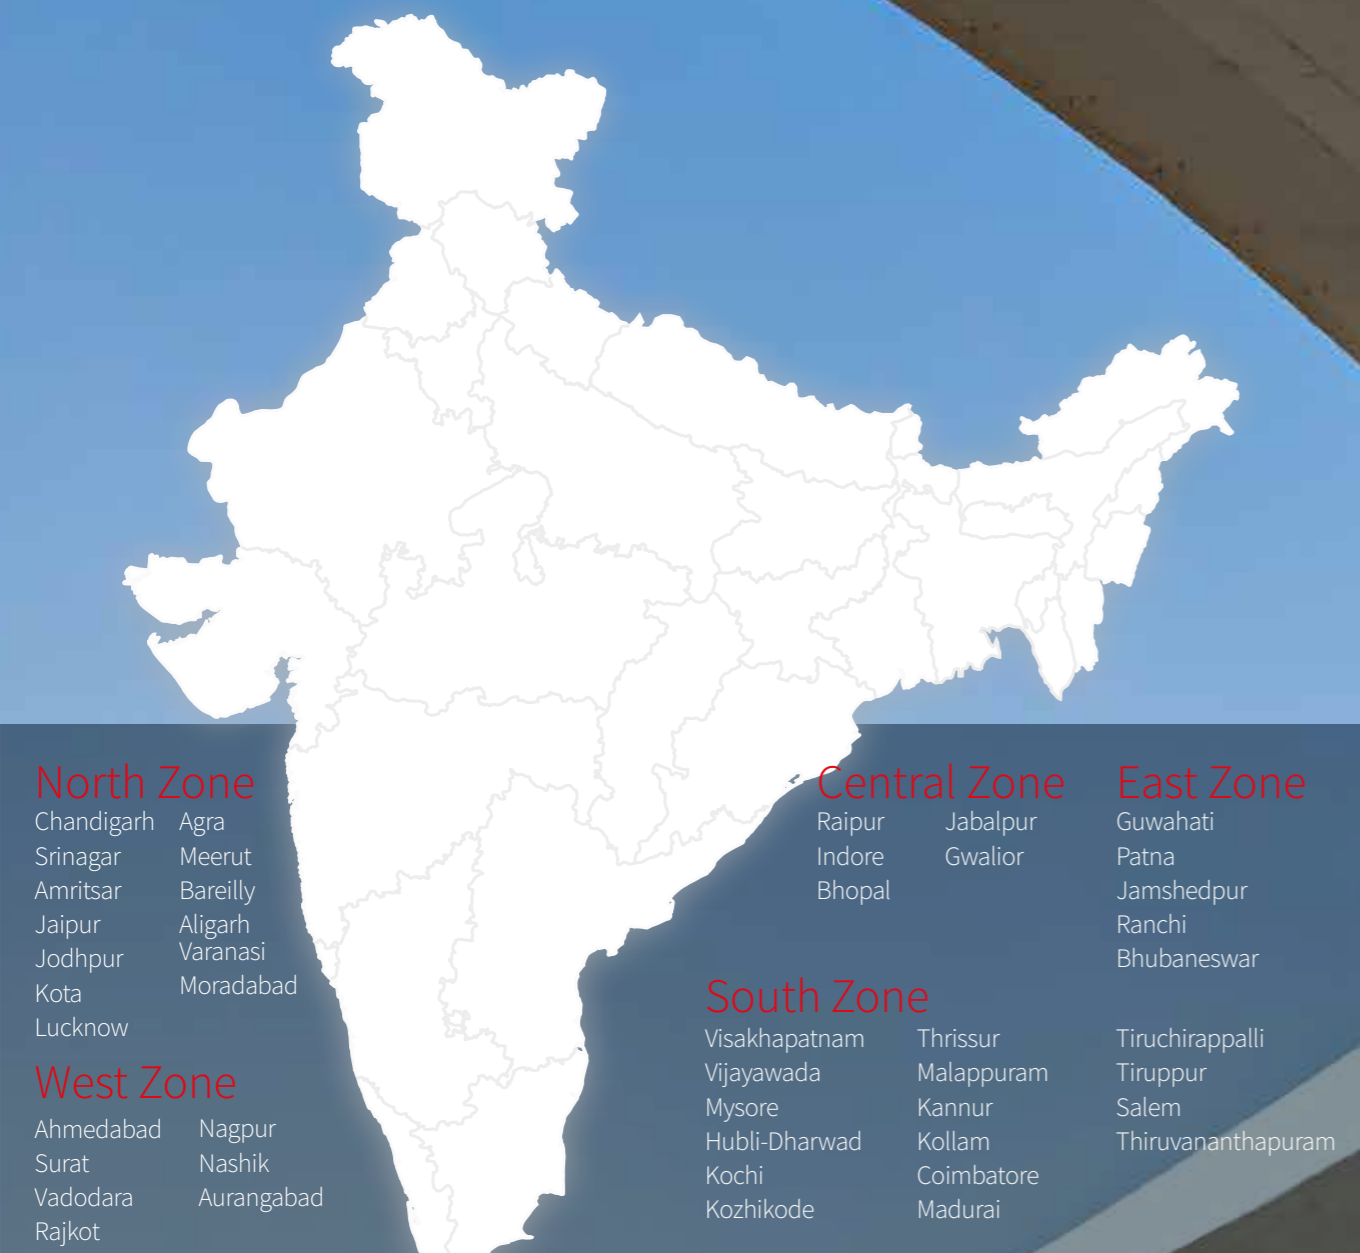 North Zone
Chandigarh
Srinagar
Amritsar
Jaipur
Jodhpur
Kota
Lucknow
Agra
Meerut
Bareilly
Aligarh
Varanasi
Moradabad
West Zone
Ahmedabad
Surat
Vadodara
Rajkot
Nagpur
Nashik
Aurangabad
Central Zone
Raipur
Indore
Bhopal
Jabalpur
Gwalior
East Zone
Guwahati
Patna
Jamshedpur
Ranchi
Bhubaneswar
South Zone
Visakhapatnam
Vijayawada
Mysore
Hubli-Dharwad
Kochi
Kozhikode
Thrissur
Malappuram
Kannur
Kollam
Coimbatore
Madurai
Tiruchirappalli
Tiruppur
Salem
Thiruvananthapuram